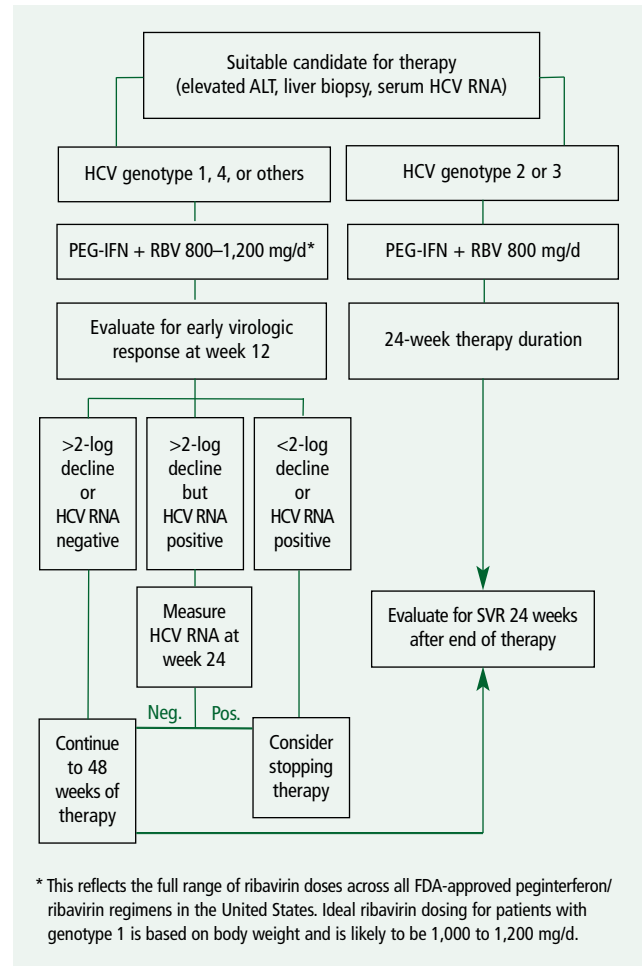 Suitable candidate for therapy
(elevated ALT, liver biopsy, serum HCV RNA)
HCV genotype 1, 4, or others
HCV genotype 2 or 3
PEG-IFN + RBV 800–1,200 mg/d*
PEG-IFN + RBV 800 mg/d
Evaluate for early virologic
response at week 12
24-week therapy duration
>2-log
decline
or
HCV RNA
negative
>2-log
decline
but
HCV RNA
positive
<2-log
decline
or
HCV RNA
positive
Measure
HCV RNA at
week 24
Evaluate for SVR 24 weeks
after end of therapy
Neg.
Pos.
Continue
to 48
weeks of
therapy
Consider
stopping
therapy
* This reflects the full range of ribavirin doses across all FDA-approved peginterferon/
ribavirin regimens in the United States. Ideal ribavirin dosing for patients with
genotype 1 is based on body weight and is likely to be 1,000 to 1,200 mg/d.